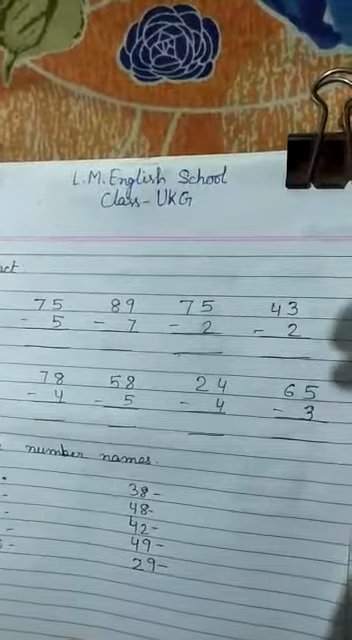 L.M. English School
Class - UKG
75 89 75 43
- 5 - 7 - 2 - 2
78 58 24 65
- 4 - 5 - 4 - 3
number names.
38 -
48 -
42 -
49 -
29 -